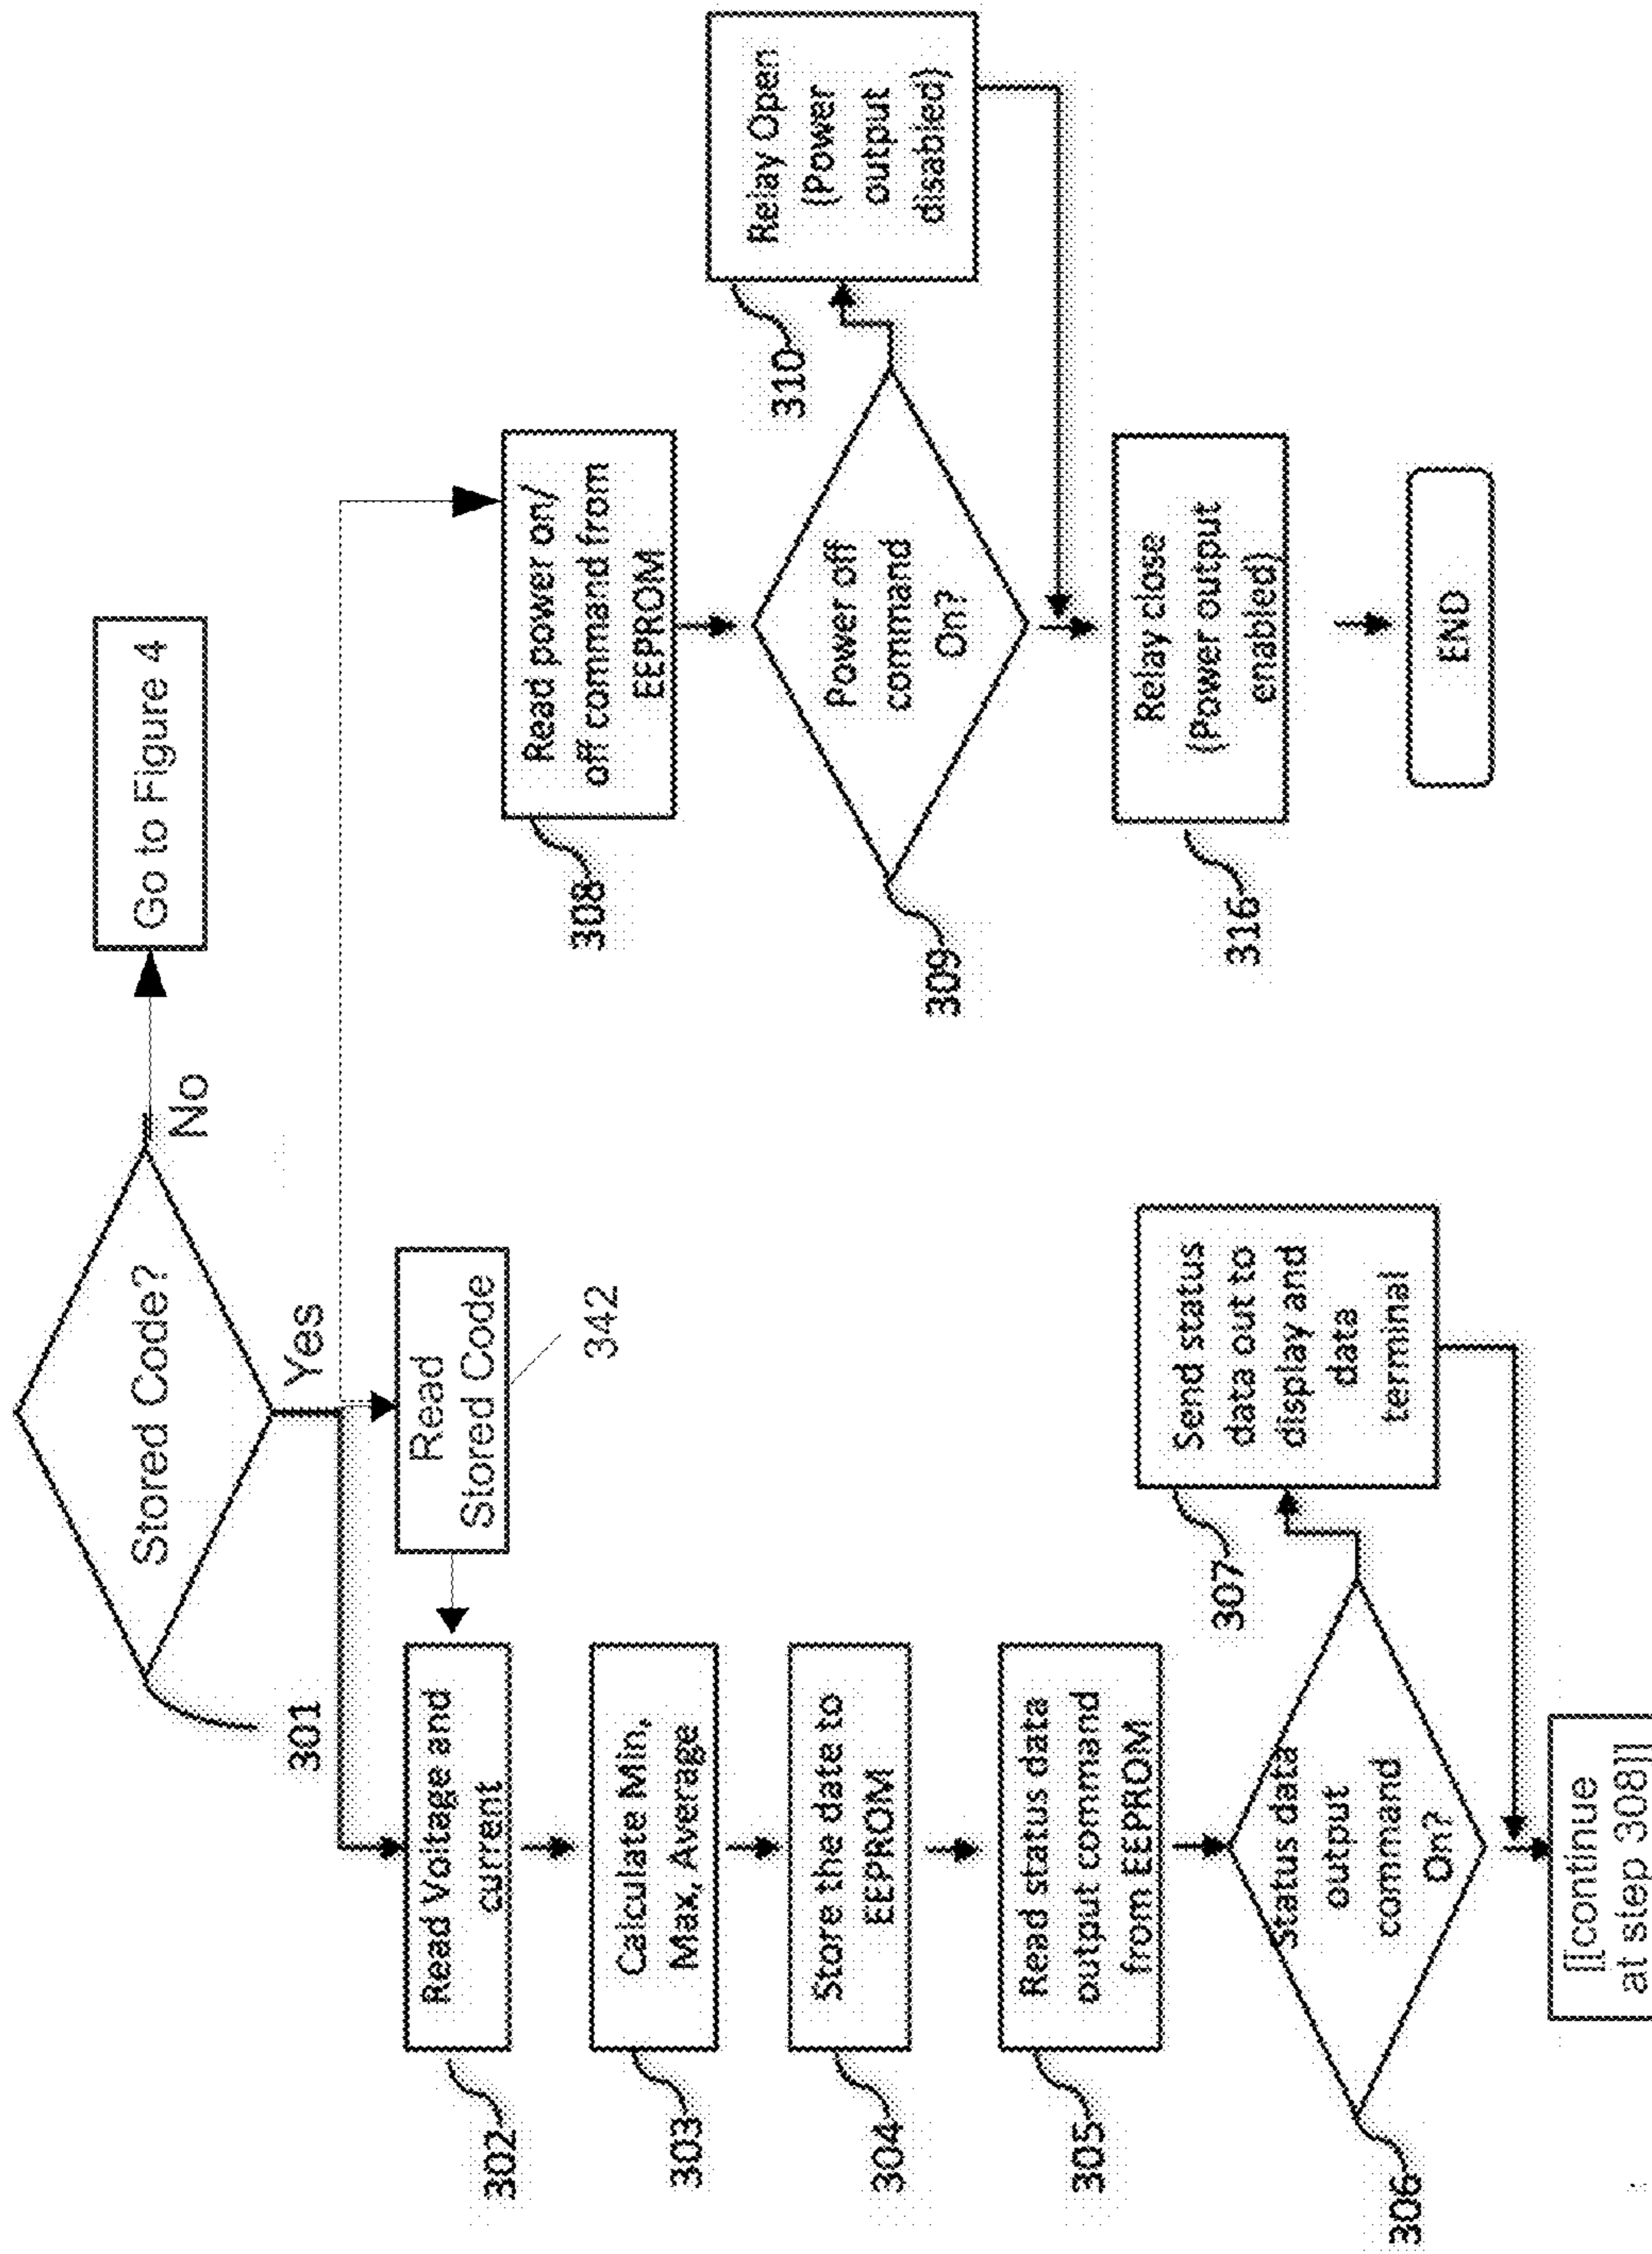 Stored Code?
301
No
Go to Figure 4
Yes
Read
Stored Code
342
Read Voltage and
current
302
Calculate Min,
Max, Average
303
Store the date to
EEPROM
304
Read status data
output command
from EEPROM
305
Status data
output
command
On?
306
Send status
data out to
display and
data
terminal
307
[[continue
at step 308]]
Read power on/
off command from
EEPROM
308
Power off
command
On?
309
Relay Open
(Power
output
disabled)
310
Relay close
(Power output
enabled)
316
END